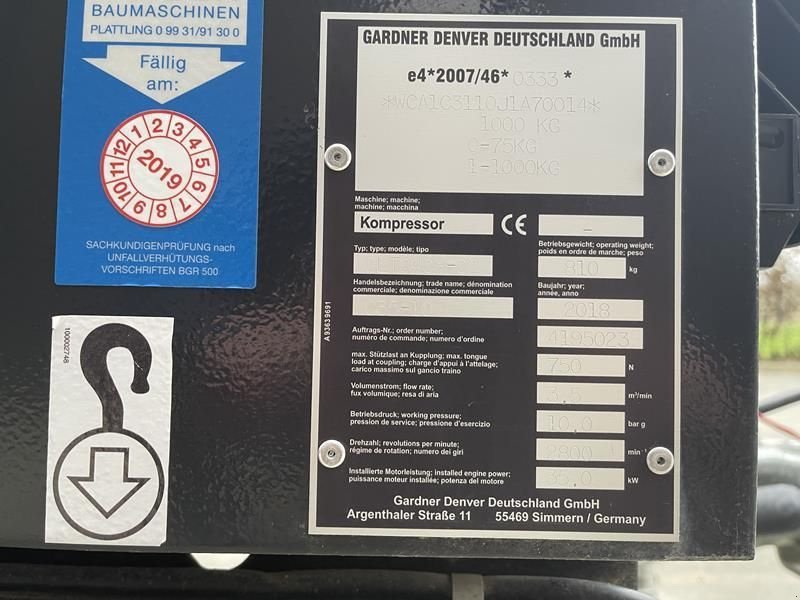 BAUMASCHINEN
PLATTLING 0 99 31/91 30 0
Fällig
am:
1 2 3 4 5 6 7 8 9 10 11 12
2019
SACHKUNDIGENPRÜFUNG nach
UNFALLVERHÜTUNGS-
VORSCHRIFTEN BGR 500
100002748
GARDNER DENVER DEUTSCHLAND GmbH
e4*2007/46* 0333 *
*WCA1C3110J1A70014*
1000 KG
0-75KG
1-1000KG
Maschine; machine;
machine; macchina
Kompressor
CE
–
Typ; type; modèle; tipo
Betriebsgewicht; operating weight;
poids en ordre de marche; peso
810 kg
Handelsbezeichnung; trade name; dénomination
commerciale; denominazione commerciale
Baujahr; year;
année, anno
2018
Auftrags-Nr.; order number;
numéro de commande; numero d'ordine
4195023
max. Stützlast an Kupplung; max. tongue
load at coupling; charge d'appui à l'attelage;
carico massimo sul gancio traino
750 N
Volumenstrom; flow rate;
fux volumique; resa di aria
3.5 m³/min
Betriebsdruck; working pressure;
pression de service; pressione d'esercizio
10.0 bar g
Drehzahl; revolutions per minute;
régime de rotation; numero dei giri
2800 min⁻¹
Installierte Motorleistung; installed engine power;
puissance moteur installée; potenza del motore
35.0 kW
Gardner Denver Deutschland GmbH
Argenthaler Straße 11 55469 Simmern / Germany
A93639691